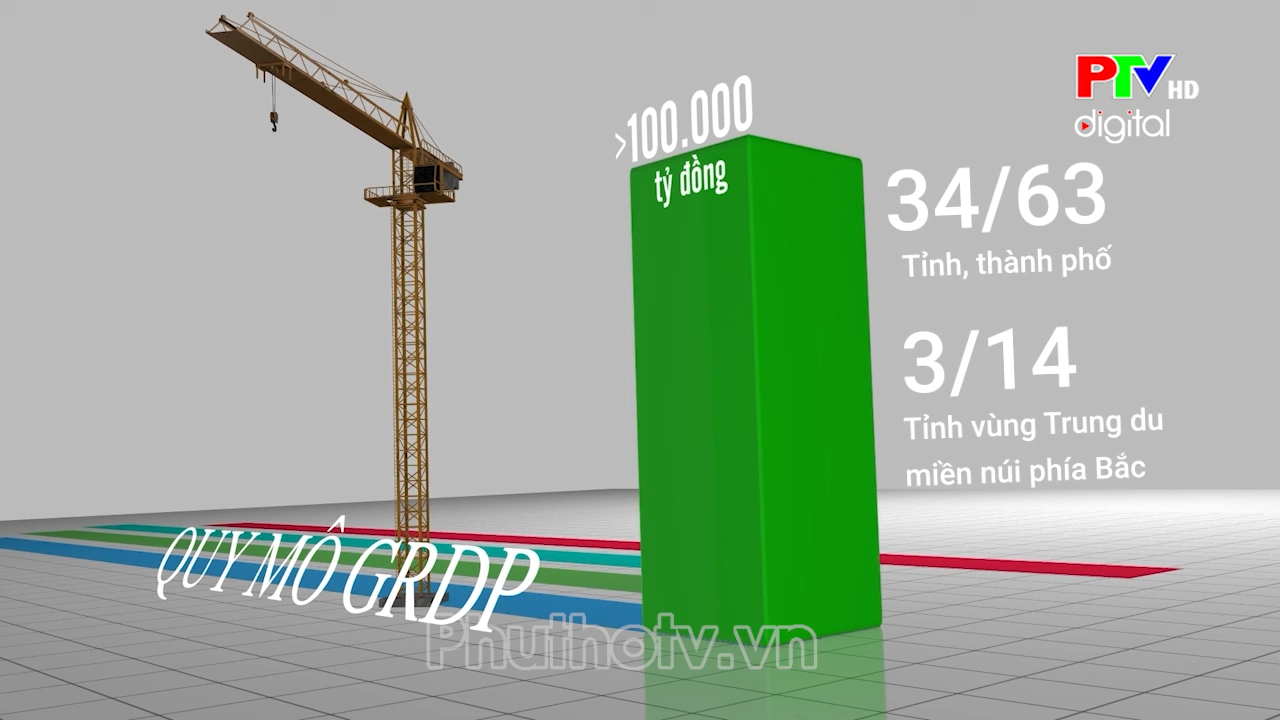 PTV HD
digital
>100.000
tỷ đồng
34/63
Tỉnh, thành phố
3/14
Tỉnh vùng Trung du
miền núi phía Bắc
QUY MÔ GRDP
Phuthotv.vn